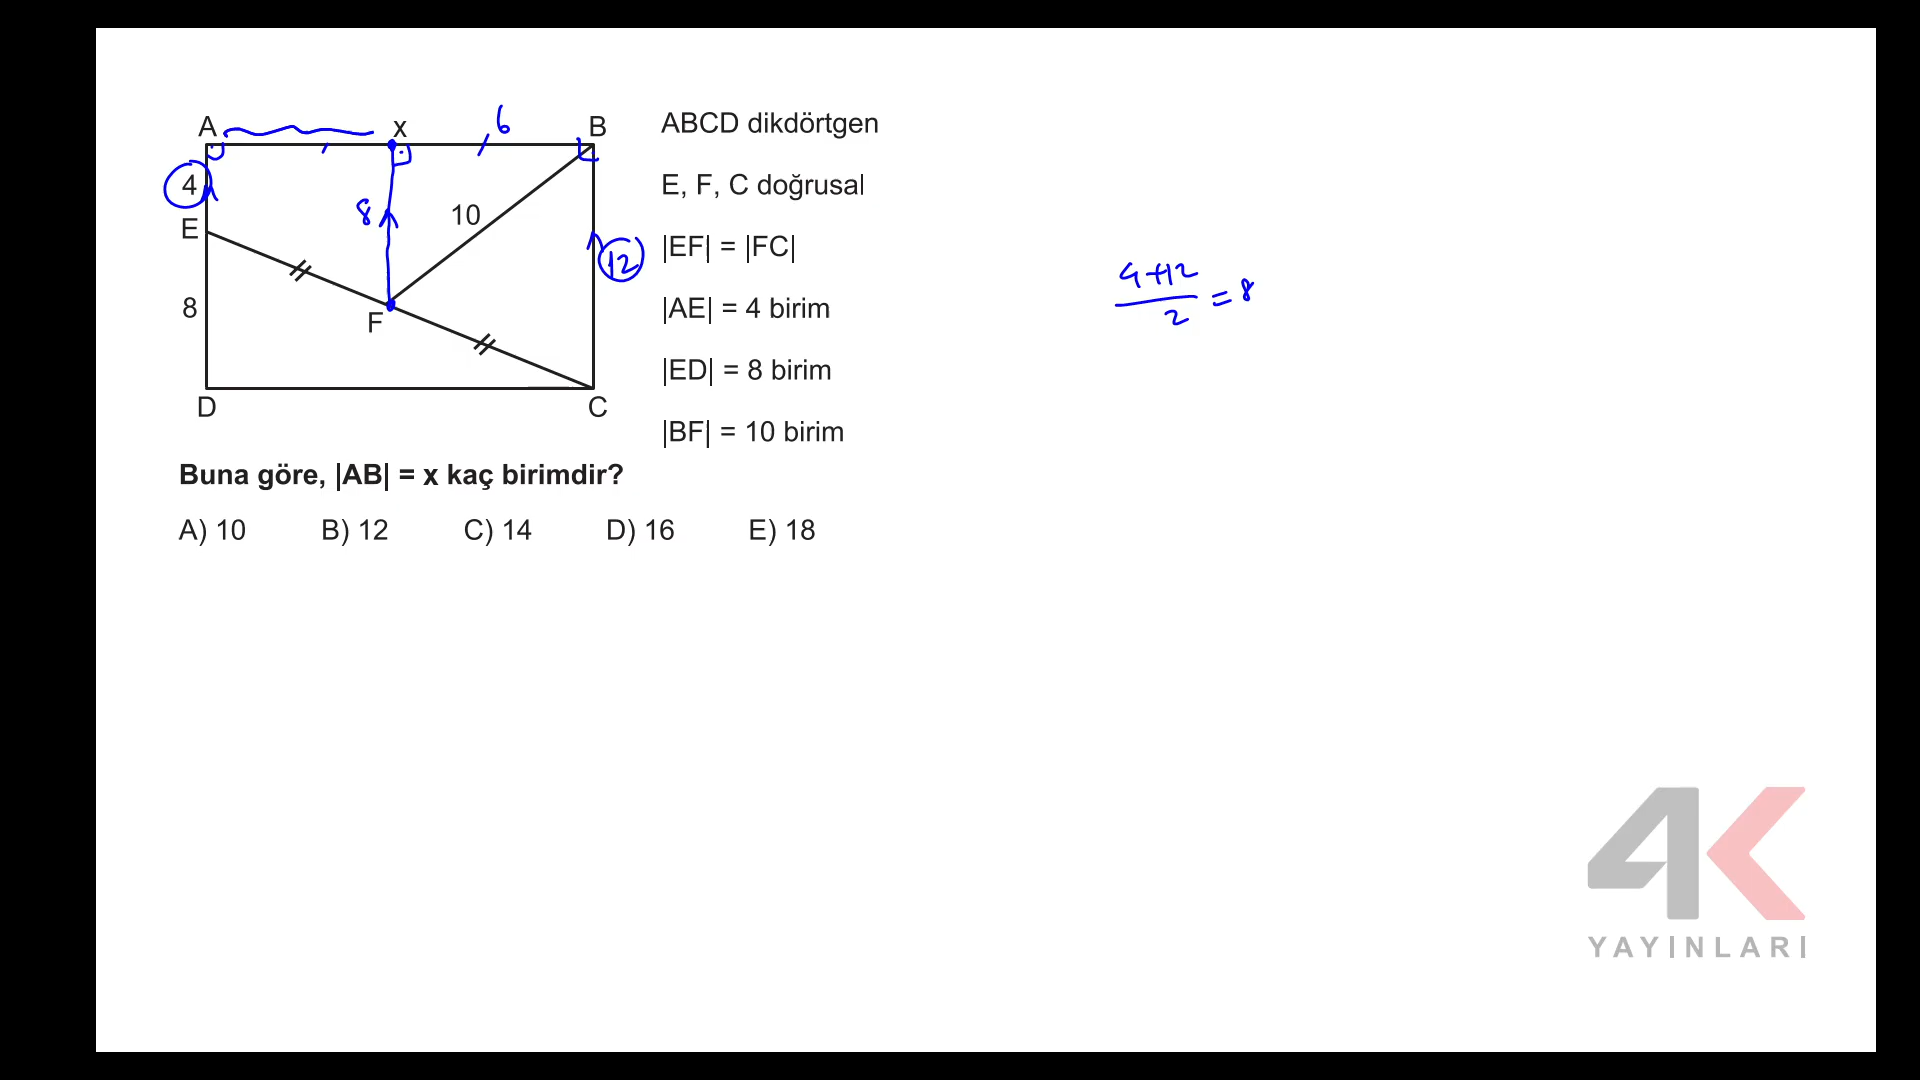 A x 6 B
4
E
8 10
12
8
F
D C
ABCD dikdörtgen
E, F, C doğrusal
|EF| = |FC|
|AE| = 4 birim
|ED| = 8 birim
|BF| = 10 birim
4+12
2
= 8
Buna göre, |AB| = x kaç birimdir?
A) 10 B) 12 C) 14 D) 16 E) 18
4K
YAYINLARI